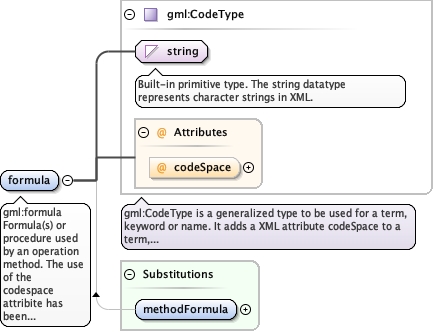 gml:CodeType
string
Built-in primitive type. The string datatype
represents character strings in XML.
@ Attributes
@ codeSpace
formula
gml:formula
Formula(s) or
procedure used
by an operation
method. The use
of the
codespace
attribite has
been...
gml:CodeType is a generalized type to be used for a term,
keyword or name. It adds a XML attribute codeSpace to a
term,...
Substitutions
methodFormula